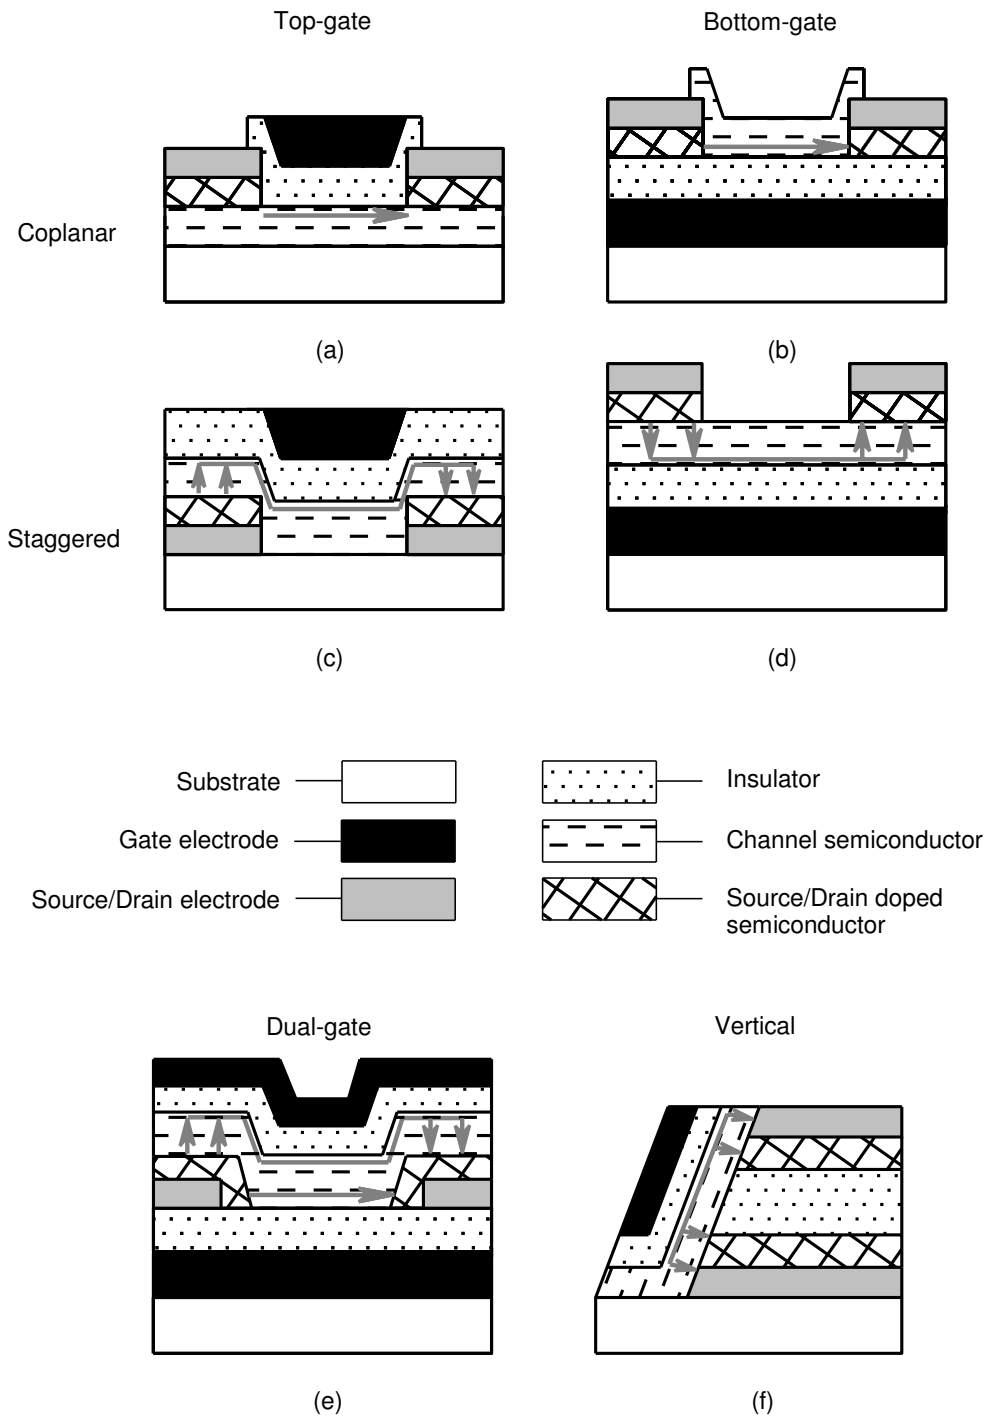 Top-gate
Bottom-gate
Coplanar
(a)
(b)
Staggered
(c)
(d)
Substrate
Insulator
Gate electrode
Channel semiconductor
Source/Drain electrode
Source/Drain doped
semiconductor
Dual-gate
Vertical
(e)
(f)